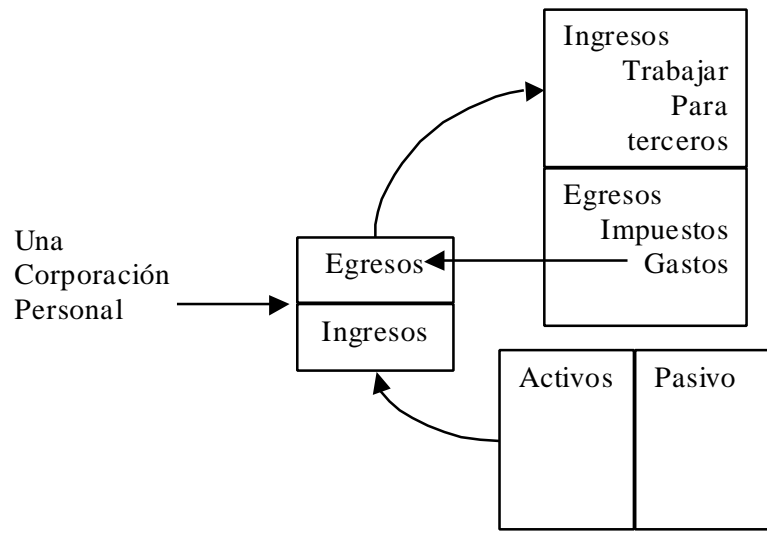 Ingresos
Trabajar
Para
terceros
Egresos
Impuestos
Gastos
Una
Corporación
Personal
Egresos
Ingresos
Activos
Pasivo